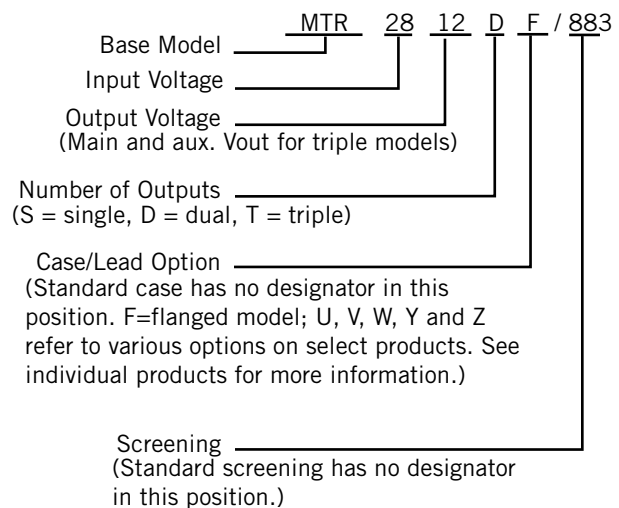 MTR 28 12 D F / 883
Base Model
Input Voltage
Output Voltage
(Main and aux. Vout for triple models)
Number of Outputs
(S = single, D = dual, T = triple)
Case/Lead Option
(Standard case has no designator in this
position. F=flanged model; U, V, W, Y and Z
refer to various options on select products. See
individual products for more information.)
Screening
(Standard screening has no designator
in this position.)